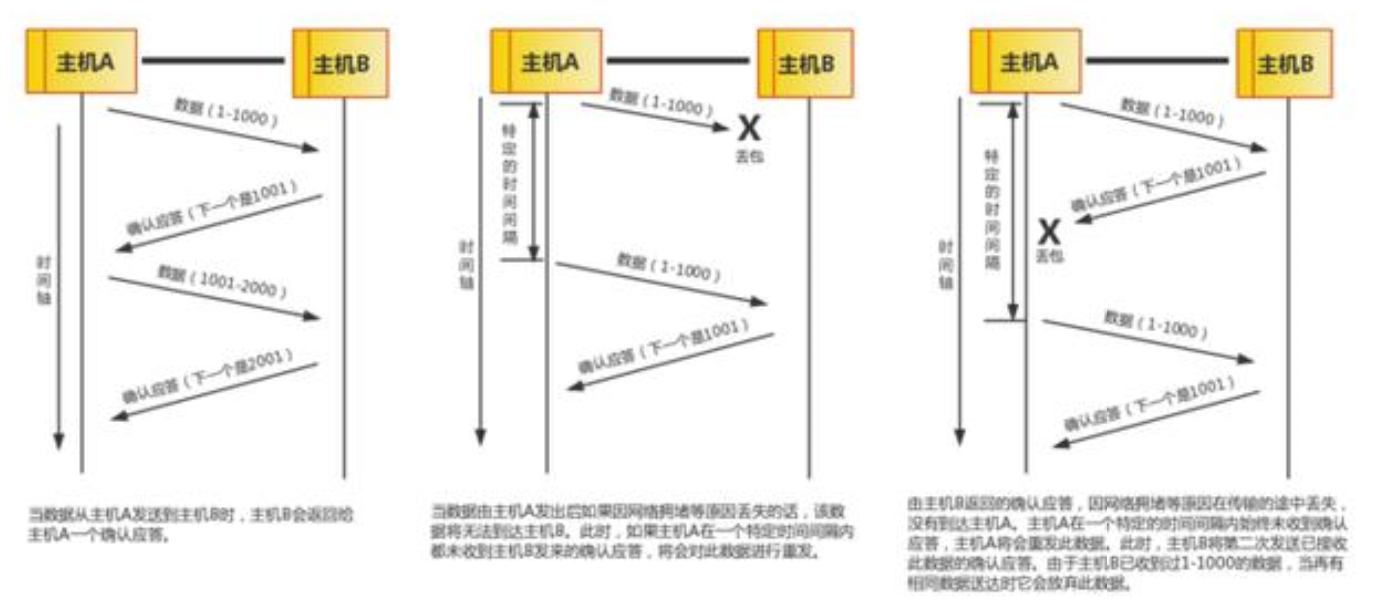 主机A
主机B
数据（1-1000）
确认应答（下一个是1001）
数据（1001-2000）
确认应答（下一个是2001）
时间轴
当数据从主机A发送到主机B时，主机B会返回给
主机A一个确认应答。
主机A
主机B
数据（1-1000）
X
丢包
特定的时间间隔
数据（1-1000）
确认应答（下一个是1001）
时间轴
当数据由主机A发出后如果因网络拥堵等原因丢失的话，该数
据将无法到达主机B。此时，如果主机A在一个特定时间间隔内
都未收到主机B发来的确认应答，将会对此数据进行重发。
主机A
主机B
数据（1-1000）
确认应答（下一个是1001）
X
丢包
特定的时间间隔
数据（1-1000）
确认应答（下一个是1001）
时间轴
由主机B返回的确认应答，因网络拥堵等原因在传输的途中丢失，
没有到达主机A。主机A在一个特定的时间间隔内始终未收到确认
应答，主机A将会重发此数据。此时，主机B将第二次发送已接收
此数据的确认应答。由于主机B已收到过1-1000的数据，当再有
相同数据送达时它会放弃此数据。